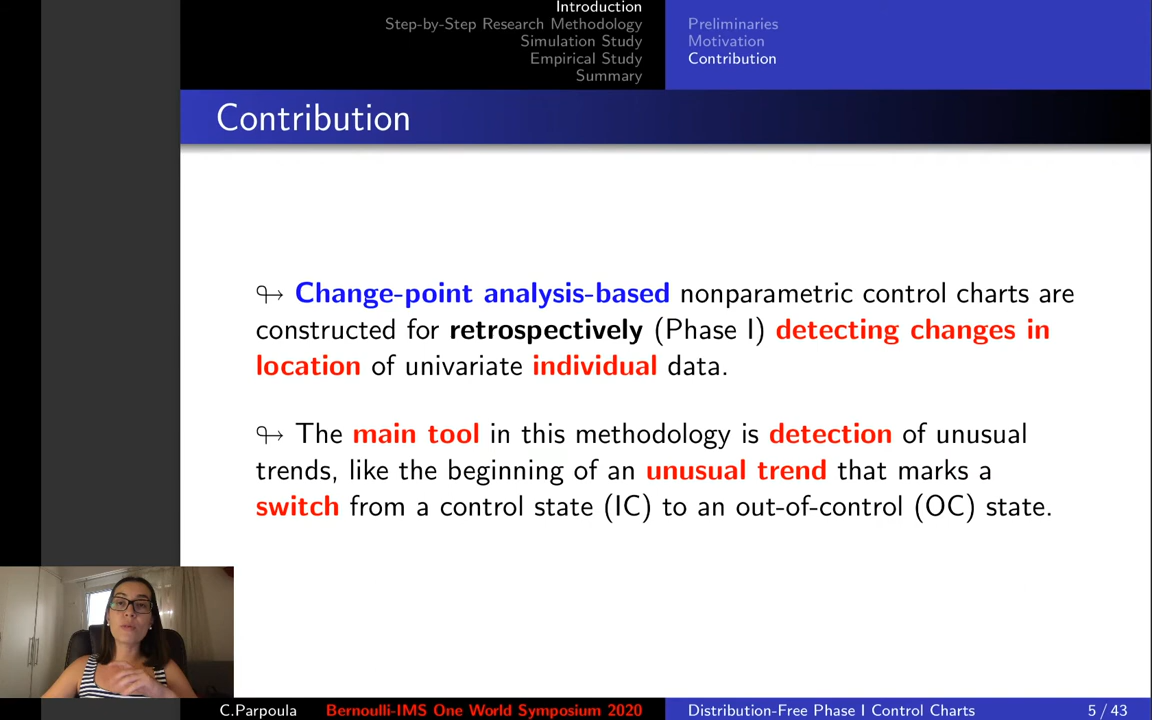 Introduction
Step-by-Step Research Methodology
Simulation Study
Empirical Study
Summary
Preliminaries
Motivation
Contribution
Contribution
↬ Change-point analysis-based nonparametric control charts are
constructed for retrospectively (Phase I) detecting changes in
location of univariate individual data.
↬ The main tool in this methodology is detection of unusual
trends, like the beginning of an unusual trend that marks a
switch from a control state (IC) to an out-of-control (OC) state.
C.Parpoula Bernoulli-IMS One World Symposium 2020 Distribution-Free Phase I Control Charts 5 / 43